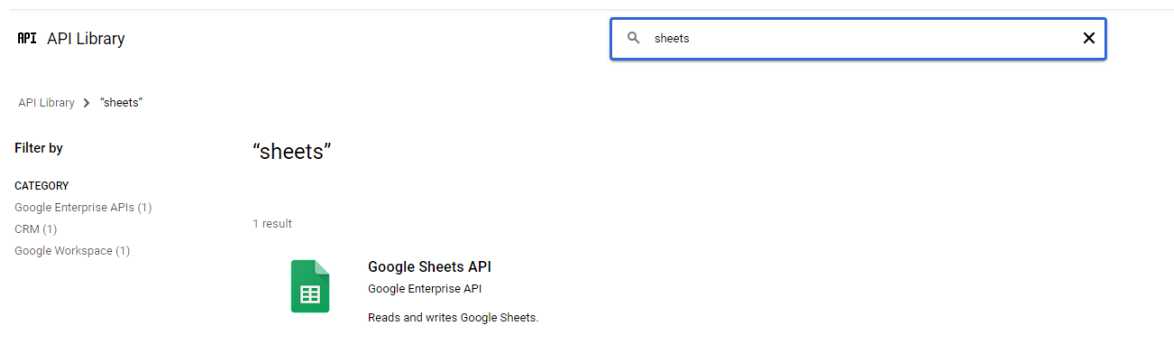 API API Library
sheets
API Library > “sheets”
Filter by
“sheets”
CATEGORY
Google Enterprise APIs (1)
CRM (1)
Google Workspace (1)
1 result
Google Sheets API
Google Enterprise API
Reads and writes Google Sheets.